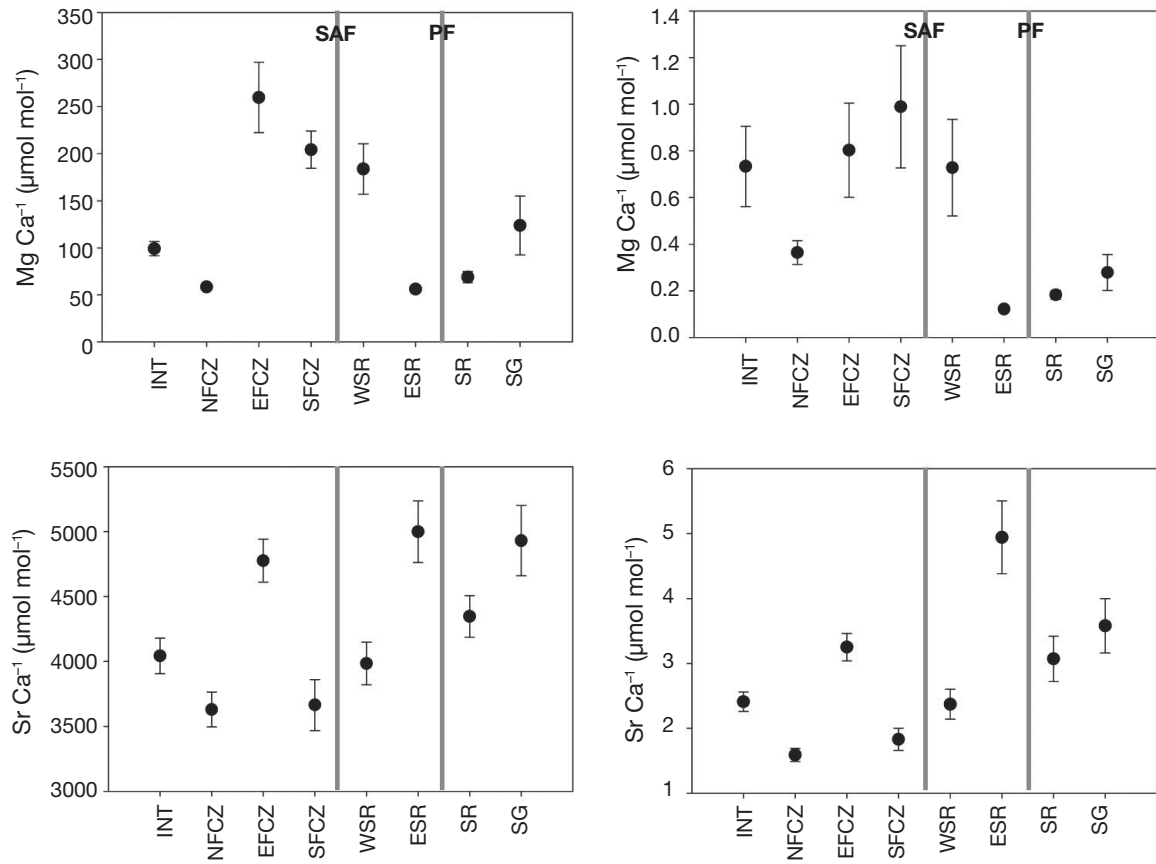 350
300
250
200
150
100
50
0
Mg Ca⁻¹ (µmol mol⁻¹)
SAF
PF
INT
NFCZ
EFCZ
SFCZ
WSR
ESR
SR
SG
1.4
1.2
1.0
0.8
0.6
0.4
0.2
0.0
Mg Ca⁻¹ (µmol mol⁻¹)
SAF
PF
INT
NFCZ
EFCZ
SFCZ
WSR
ESR
SR
SG
5500
5000
4500
4000
3500
3000
Sr Ca⁻¹ (µmol mol⁻¹)
INT
NFCZ
EFCZ
SFCZ
WSR
ESR
SR
SG
6
5
4
3
2
1
Sr Ca⁻¹ (µmol mol⁻¹)
INT
NFCZ
EFCZ
SFCZ
WSR
ESR
SR
SG